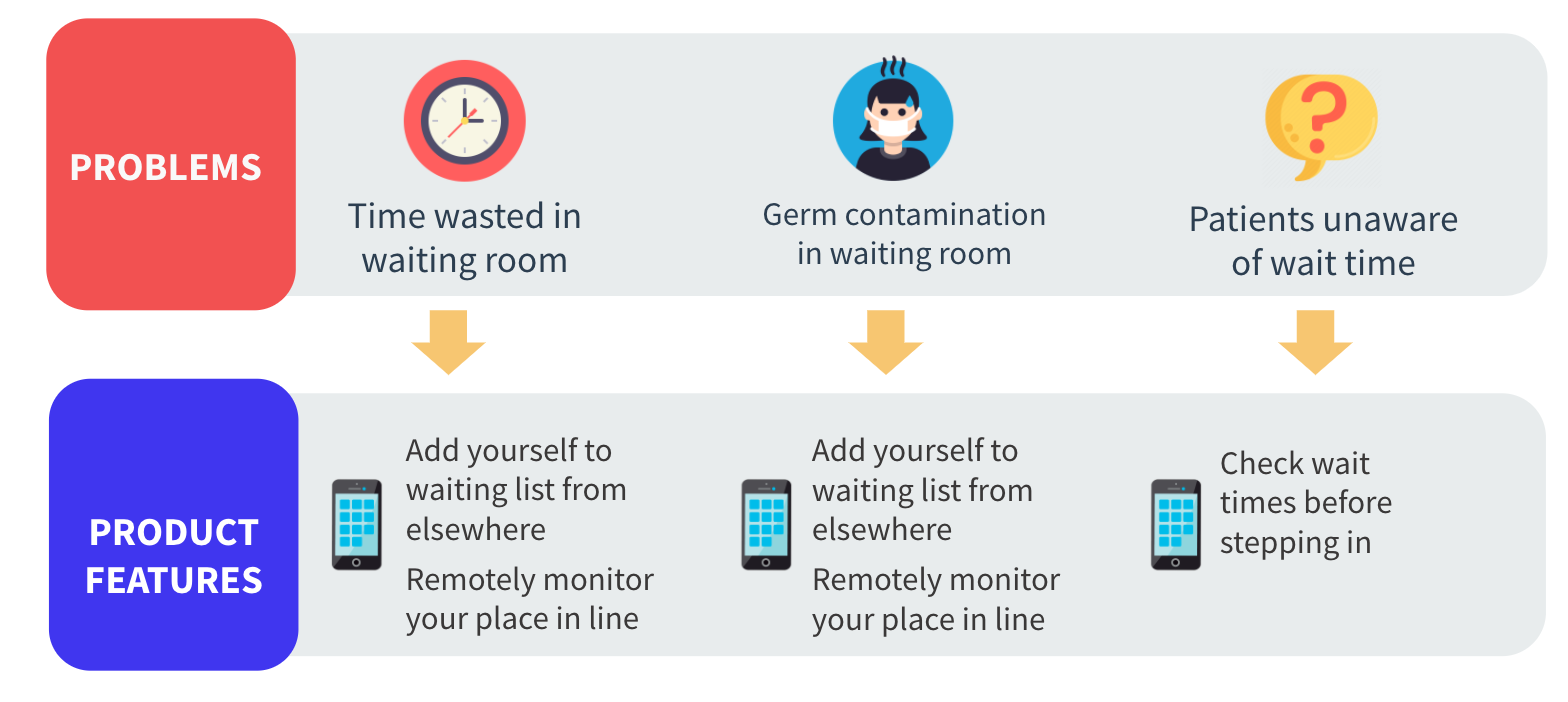 PROBLEMS
Time wasted in
waiting room
Germ contamination
in waiting room
?
Patients unaware
of wait time
PRODUCT
FEATURES
Add yourself to
waiting list from
elsewhere
Remotely monitor
your place in line
Add yourself to
waiting list from
elsewhere
Remotely monitor
your place in line
Check wait
times before
stepping in